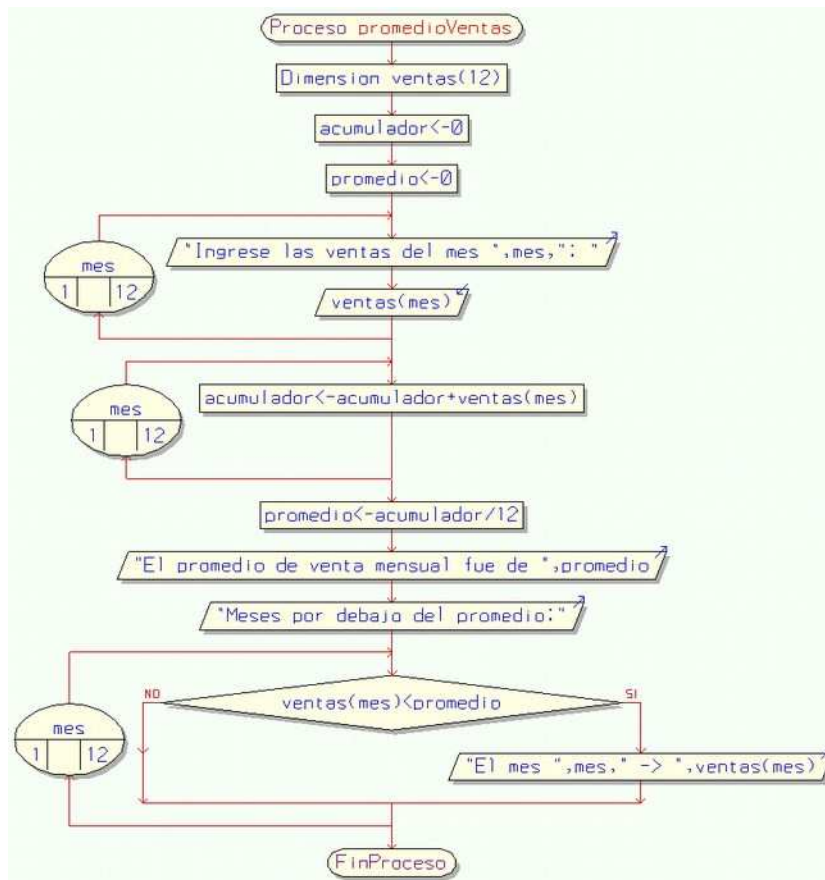 Proceso promedioVentas
Dimension ventas(12)
acumulador<-0
promedio<-0
"Ingrese las ventas del mes ",mes,": "
mes
1 12
ventas(mes)
acumulador<-acumulador+ventas(mes)
mes
1 12
promedio<-acumulador/12
"El promedio de venta mensual fue de ",promedio
"Meses por debajo del promedio:"
NO
SI
ventas(mes)<promedio
mes
1 12
"El mes ",mes," -> ",ventas(mes)
FinProceso